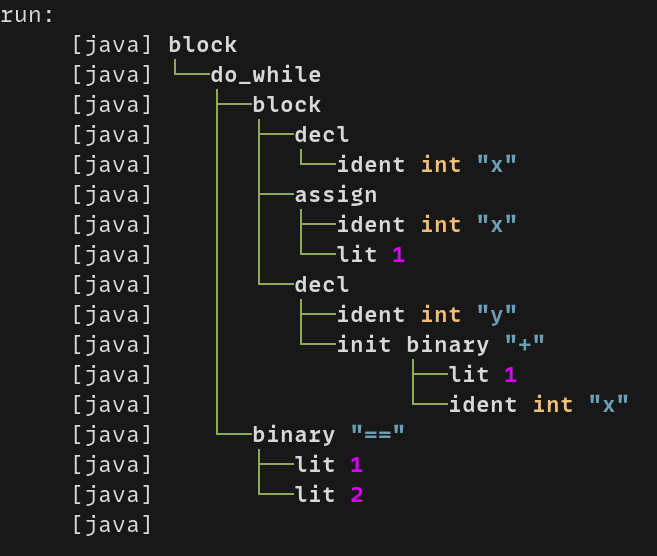 run:
[java] block
[java] └──do_while
[java]    ├──block
[java]    │  ├──decl
[java]    │  │  └──ident int "x"
[java]    │  ├──assign
[java]    │  │  ├──ident int "x"
[java]    │  │  └──lit 1
[java]    │  └──decl
[java]    │     ├──ident int "y"
[java]    │     └──init binary "+"
[java]    │             ├──lit 1
[java]    │             └──ident int "x"
[java]    └──binary "=="
[java]       ├──lit 1
[java]       └──lit 2
[java]